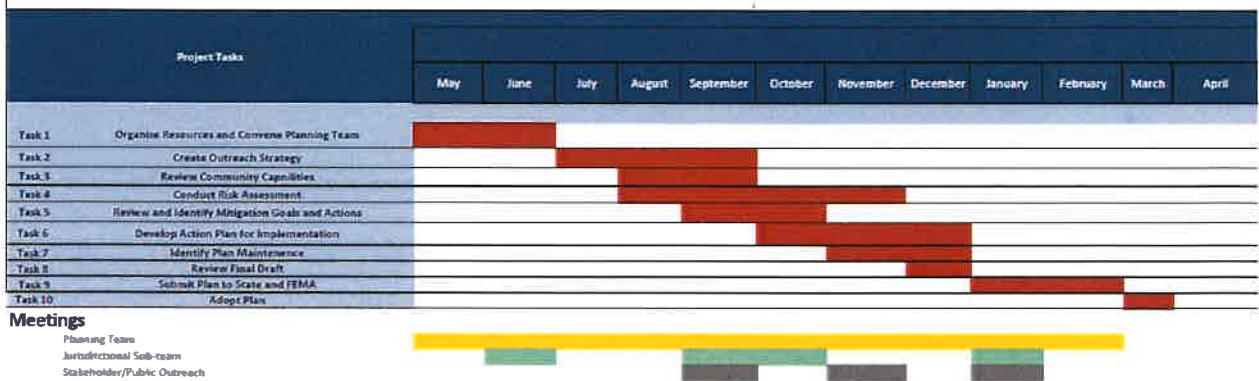 Project Tasks
May June July August September October November December January February March April
Task 1 Organize Resources and Convene Planning Team
Task 2 Create Outreach Strategy
Task 3 Review Community Capnilities
Task 4 Conduct Risk Assessment
Task 5 Review and Identify Mitigation Goals and Actions
Task 6 Develop Action Plan for Implementation
Task 7 Identify Plan Maintenence
Task 8 Review Final Draft
Task 9 Submit Plan to State and FEMA
Task 10 Adopt Plan
Meetings
Planning Team
Jurisdictional Sub-team
Stakeholder/Public Outreach